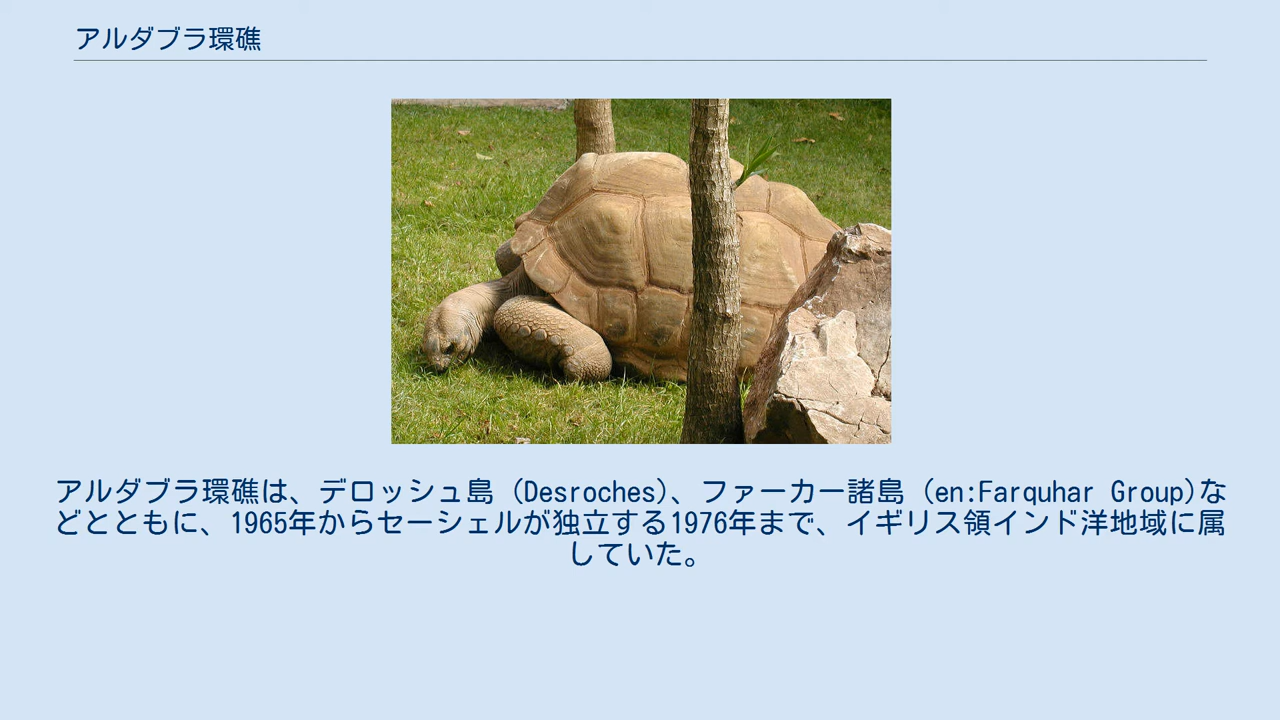 アルダブラ環礁
アルダブラ環礁は、デロッシュ島（Desroches)、ファーカー諸島（en:Farquhar Group)な
どとともに、1965年からセーシェルが独立する1976年まで、イギリス領インド洋地域に属
していた。